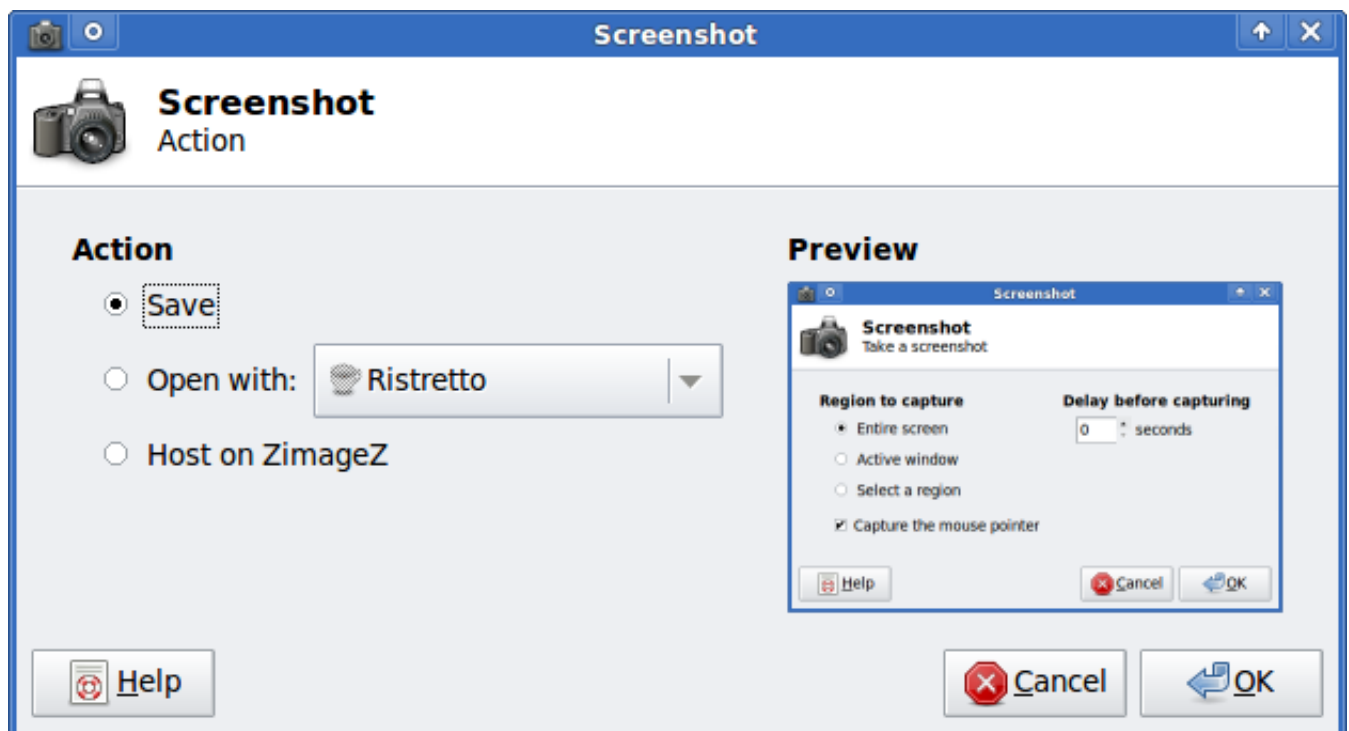 Screenshot
Screenshot
Action
Action
Save
Open with: Ristretto
Host on ZimageZ
Preview
Screenshot
Screenshot
Take a screenshot
Region to capture
Delay before capturing
Entire screen
0 seconds
Active window
Select a region
Capture the mouse pointer
Help
Cancel
OK
Help
Cancel
OK